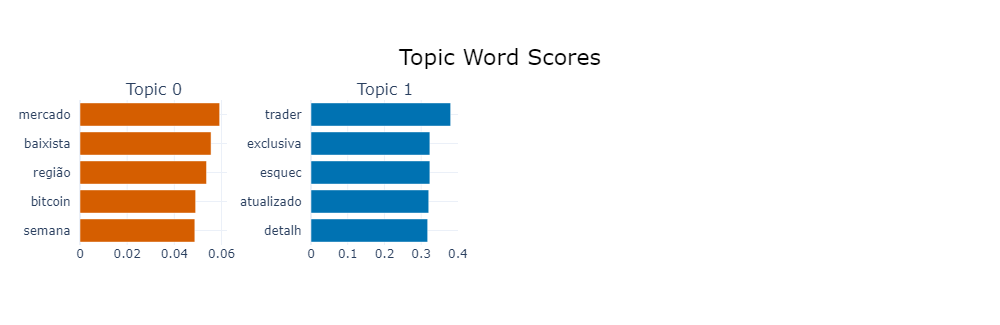 Topic Word Scores
Topic 0
mercado
baixista
região
bitcoin
semana
0 0.02 0.04 0.06
Topic 1
trader
exclusiva
esquec
atualizado
detalh
0 0.1 0.2 0.3 0.4